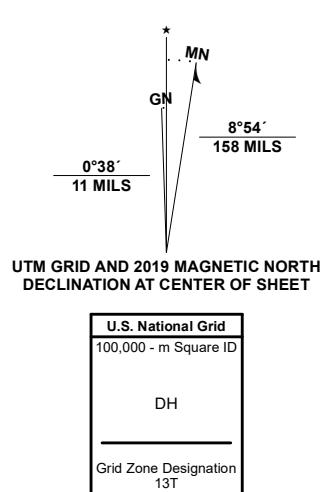 ★
MN
GN
8°54´
158 MILS
0°38´
11 MILS
UTM GRID AND 2019 MAGNETIC NORTH
DECLINATION AT CENTER OF SHEET
U.S. National Grid
100,000 - m Square ID
DH
Grid Zone Designation
13T